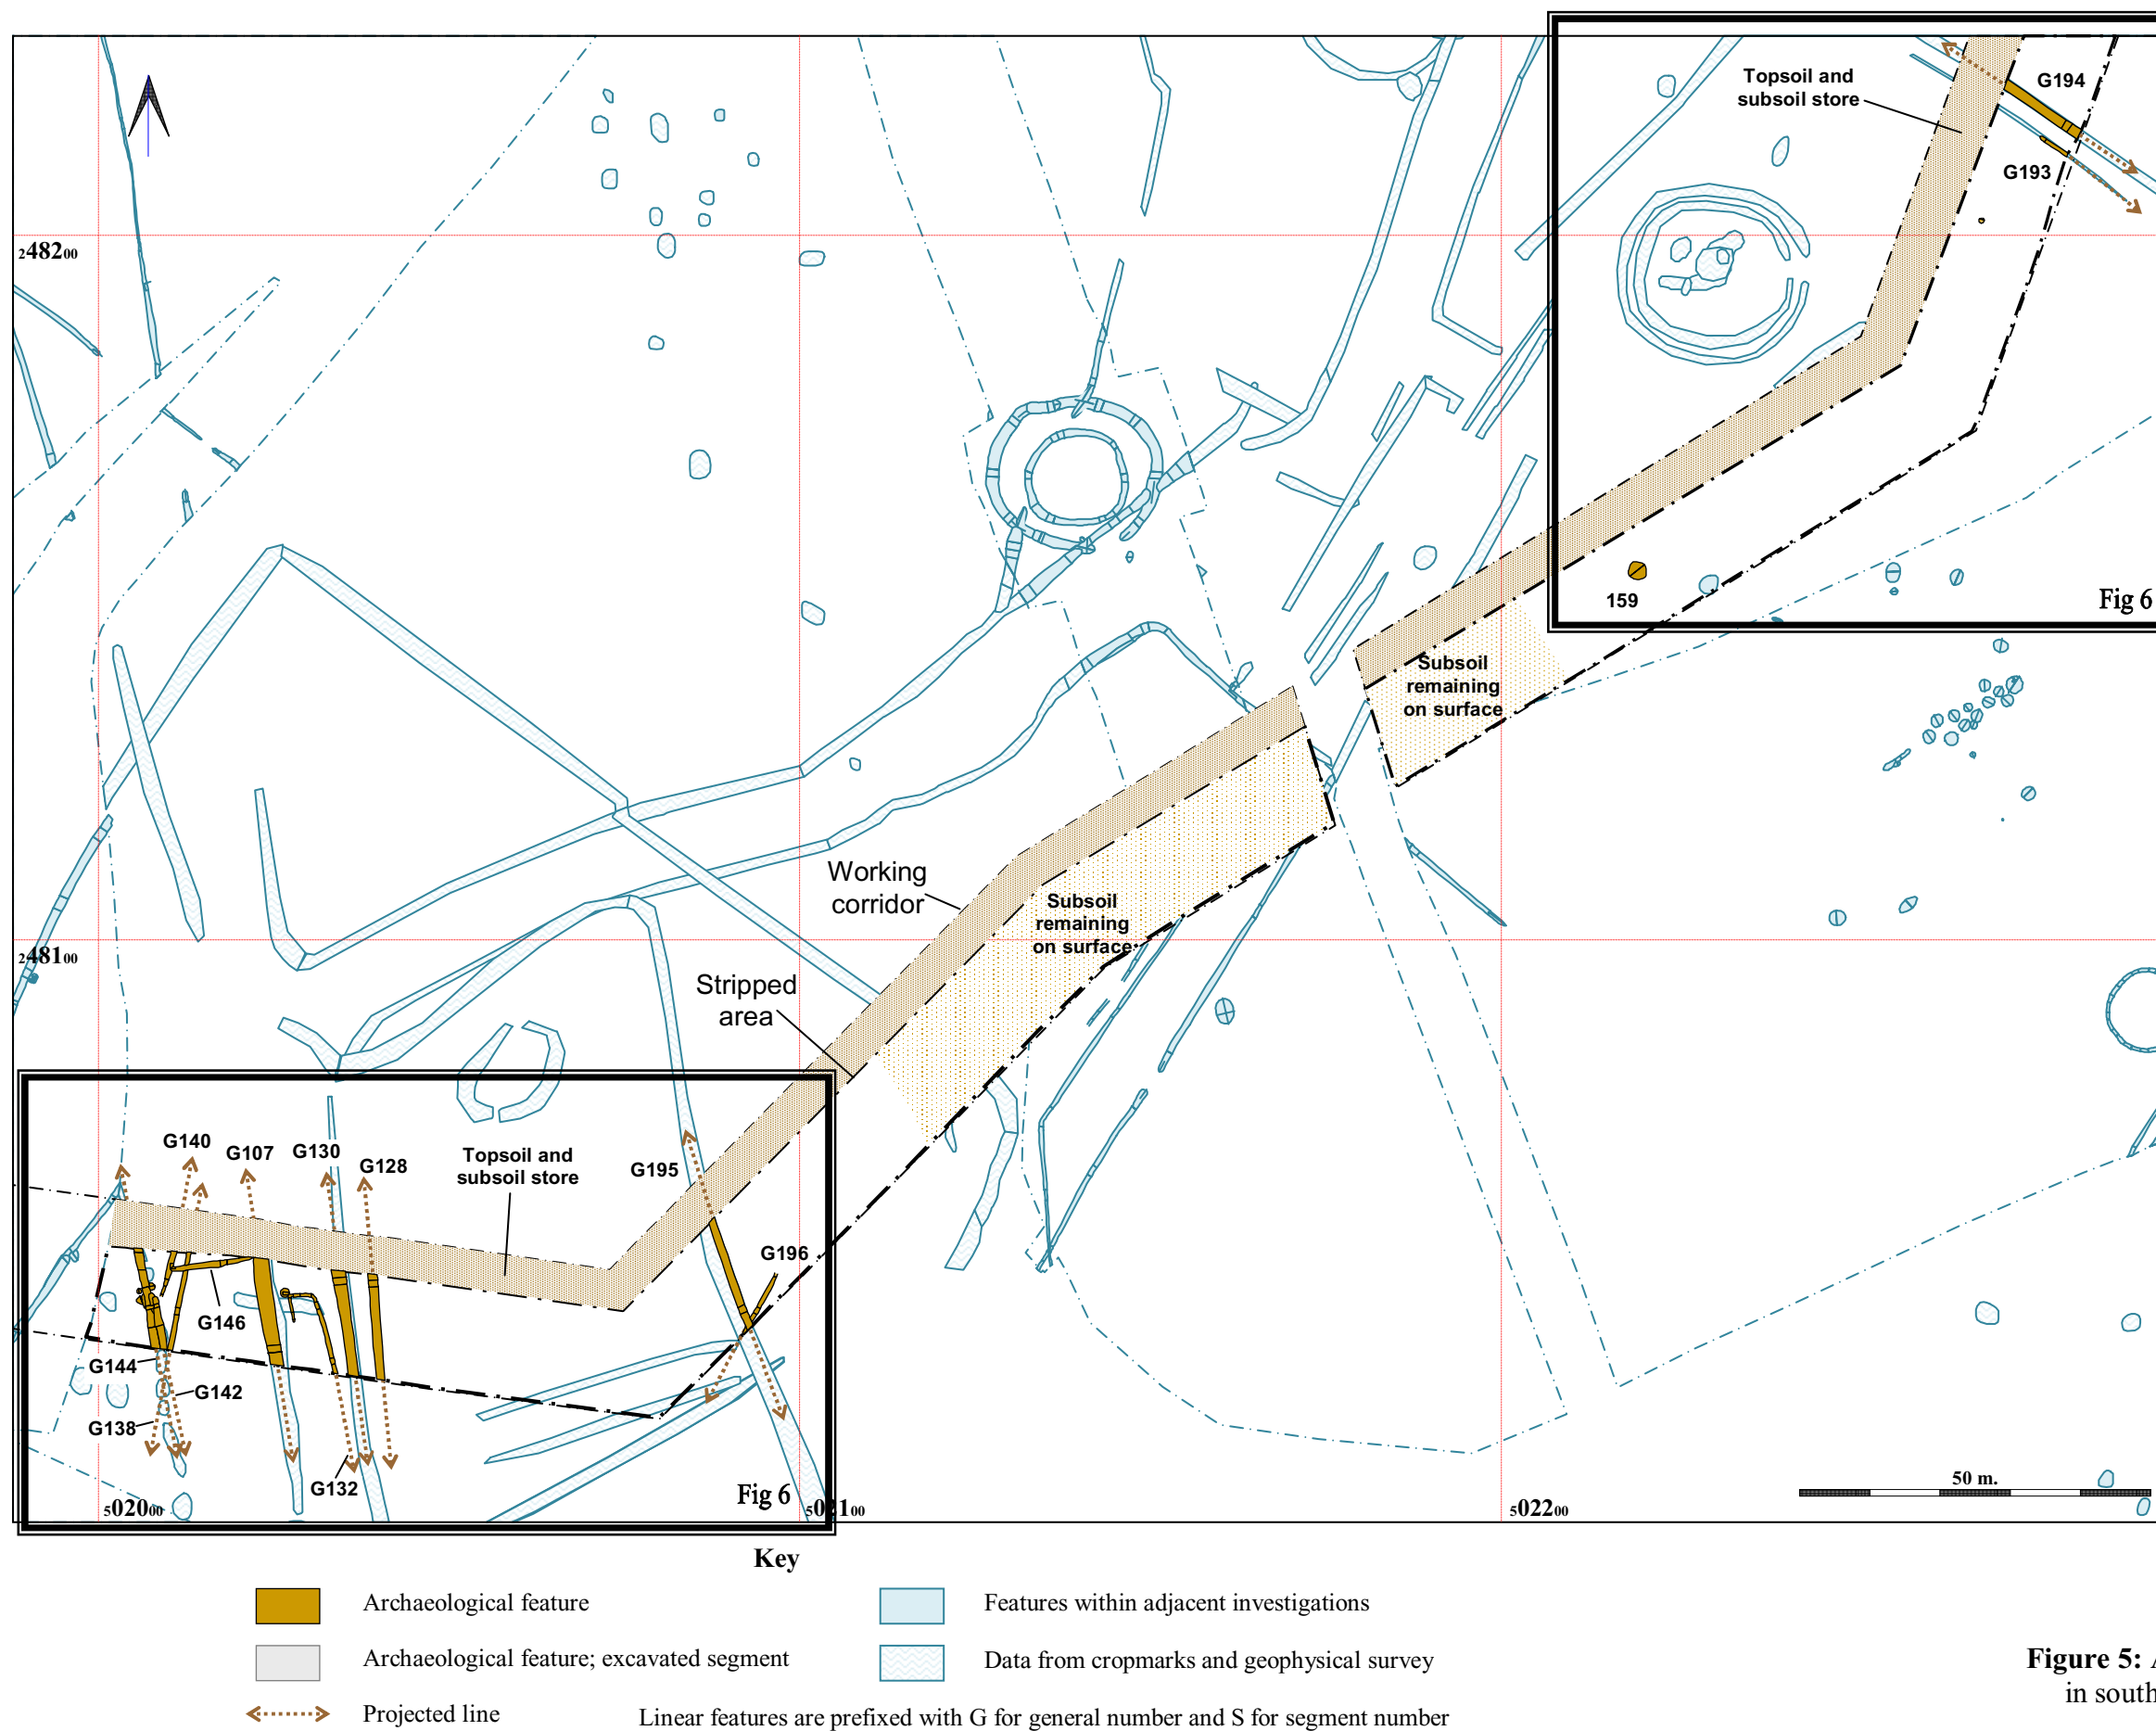 Topsoil and
subsoil store
G194
G193
248200
159
Fig 6
Subsoil
remaining
on surface
Working
corridor
Subsoil
remaining
on surface
248100
Stripped
area
G140
G107
G130
G128
Topsoil and
subsoil store
G195
G196
G146
G144
G142
G138
G132
Fig 6
502000
502100
502200
50 m.
Key
Archaeological feature
Features within adjacent investigations
Archaeological feature; excavated segment
Data from cropmarks and geophysical survey
Projected line
Linear features are prefixed with G for general number and S for segment number
Figure 5:
in south